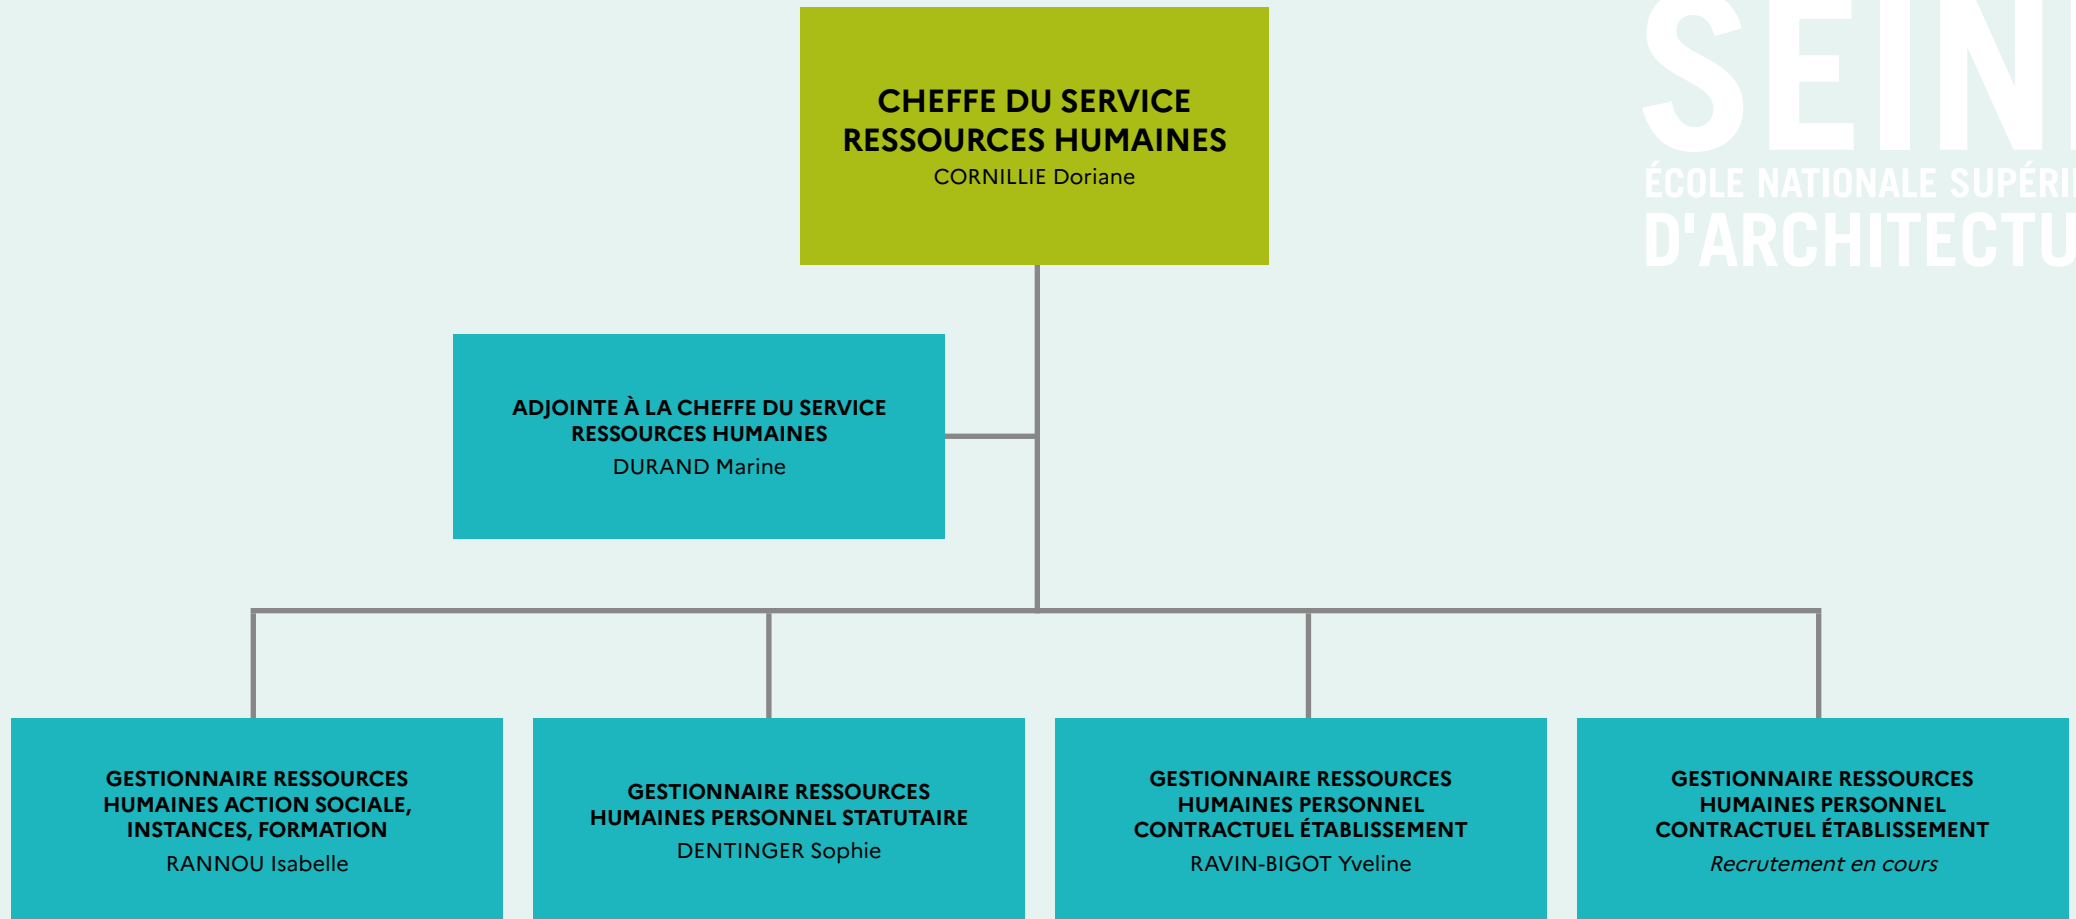 CHEFFE DU SERVICE
RESSOURCES HUMAINES
CORNILLIE Doriane
ÉCOLE NATIONALE
D'
ADJOINTE À LA CHEFFE DU SERVICE
RESSOURCES HUMAINES
DURAND Marine
GESTIONNAIRE RESSOURCES
HUMAINES ACTION SOCIALE,
INSTANCES, FORMATION
RANNOU Isabelle
GESTIONNAIRE RESSOURCES
HUMAINES PERSONNEL STATUTAIRE
DENTINGER Sophie
GESTIONNAIRE RESSOURCES
HUMAINES PERSONNEL
CONTRACTUEL ÉTABLISSEMENT
RAVIN-BIGOT Yveline
GESTIONNAIRE RESSOURCES
HUMAINES PERSONNEL
CONTRACTUEL ÉTABLISSEMENT
Recrutement en cours